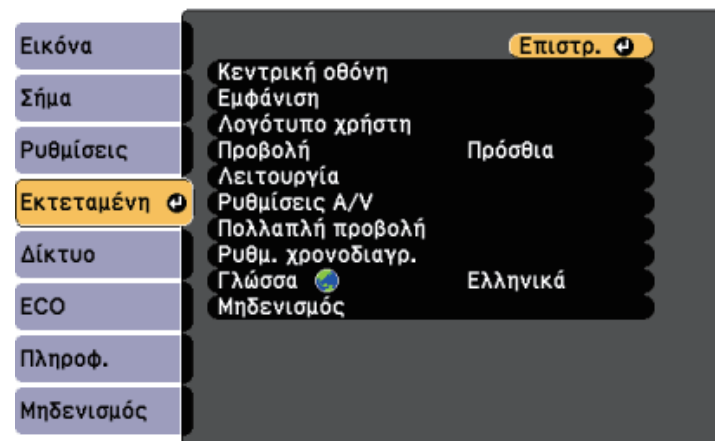 Εικόνα
Σήμα
Ρυθμίσεις
Εκτεταμένη
Δίκτυο
ECO
Πληροφ.
Μηδενισμός
Επιστρ.
Κεντρική οθόνη
Εμφάνιση
Λογότυπο χρήστη
Προβολή Πρόσθια
Λειτουργία
Ρυθμίσεις A/V
Πολλαπλή προβολή
Ρυθμ. χρονοδιαγρ.
Γλώσσα Ελληνικά
Μηδενισμός